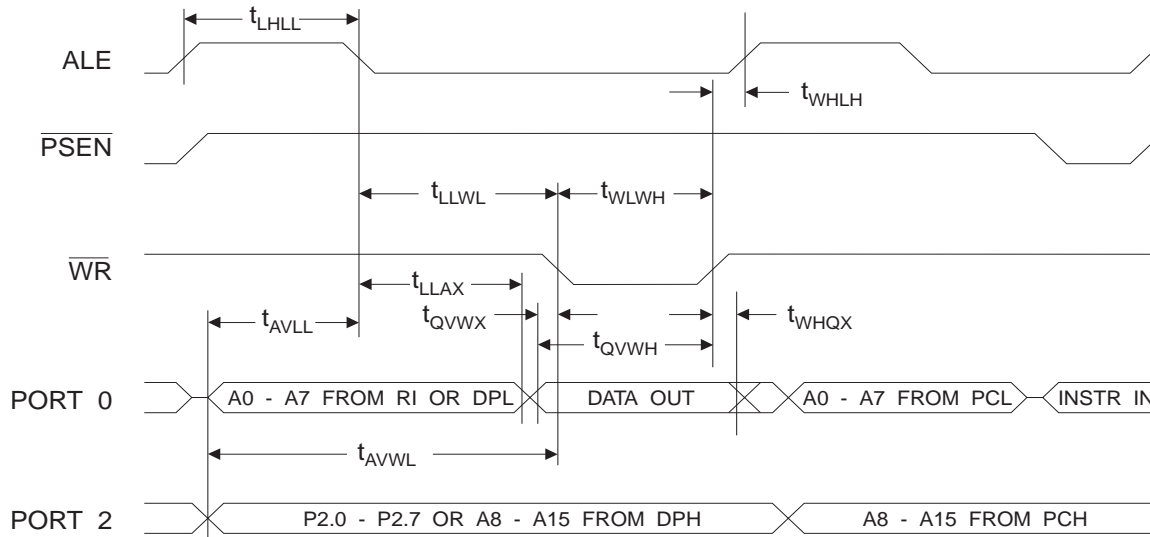 tLHLL
ALE
tWHLH
PSEN
tLLWL
tWLWH
WR
tLLAX
tQVWX
tWHQX
tAVLL
tQVWH
PORT 0
A0 - A7 FROM RI OR DPL
DATA OUT
A0 - A7 FROM PCL
INSTR IN
tAVWL
PORT 2
P2.0 - P2.7 OR A8 - A15 FROM DPH
A8 - A15 FROM PCH